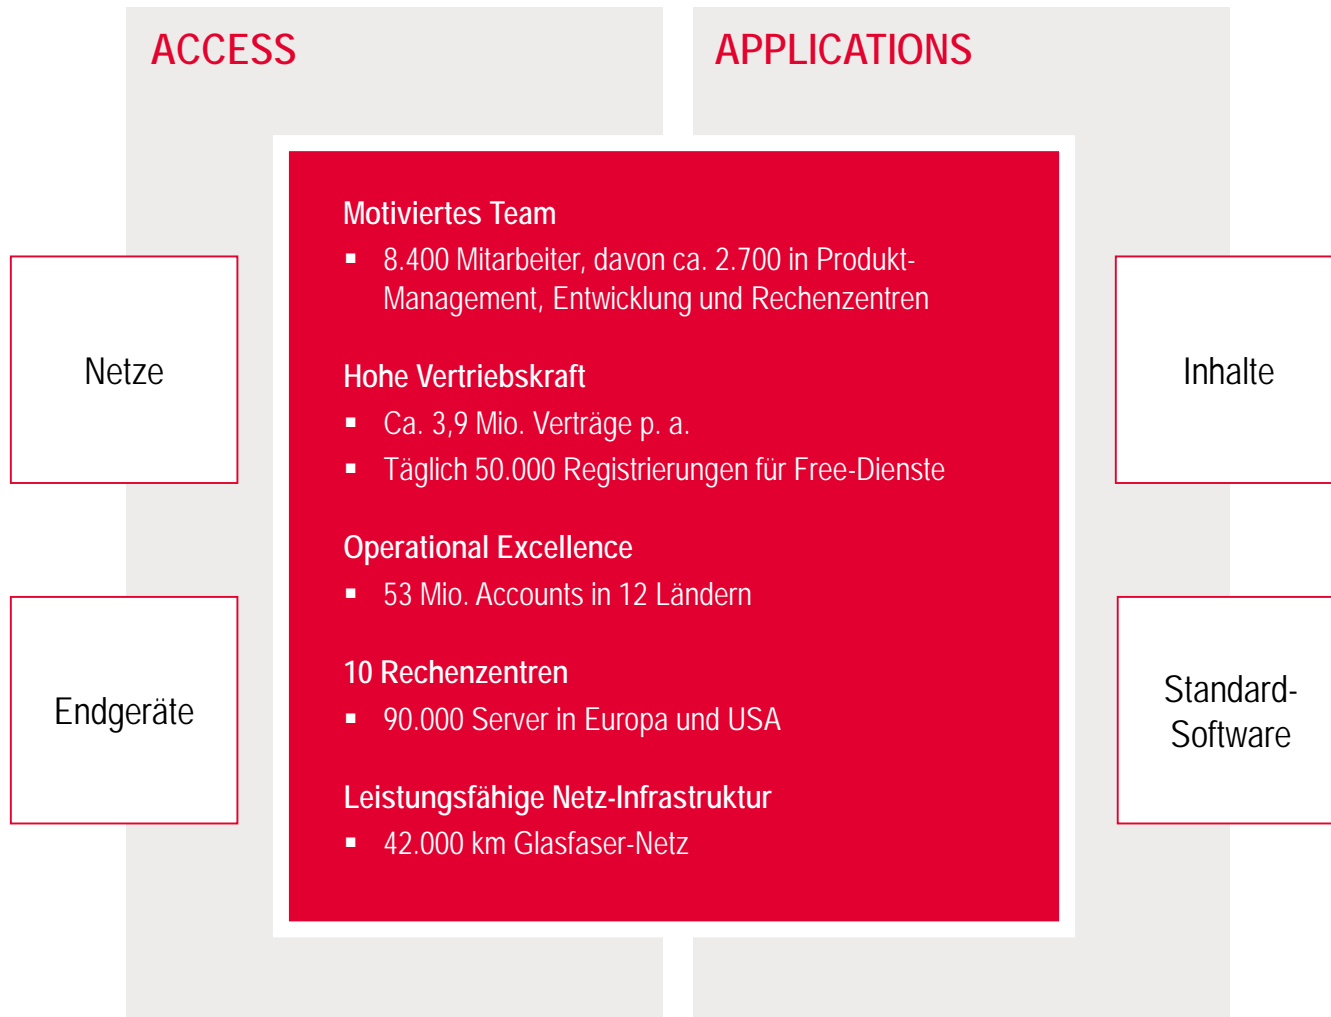 ACCESS
APPLICATIONS
Motiviertes Team
▪ 8.400 Mitarbeiter, davon ca. 2.700 in Produkt-
Management, Entwicklung und Rechenzentren
Hohe Vertriebskraft
▪ Ca. 3,9 Mio. Verträge p. a.
▪ Täglich 50.000 Registrierungen für Free-Dienste
Operational Excellence
▪ 53 Mio. Accounts in 12 Ländern
10 Rechenzentren
▪ 90.000 Server in Europa und USA
Leistungsfähige Netz-Infrastruktur
▪ 42.000 km Glasfaser-Netz
Netze
Endgeräte
Inhalte
Standard-
Software